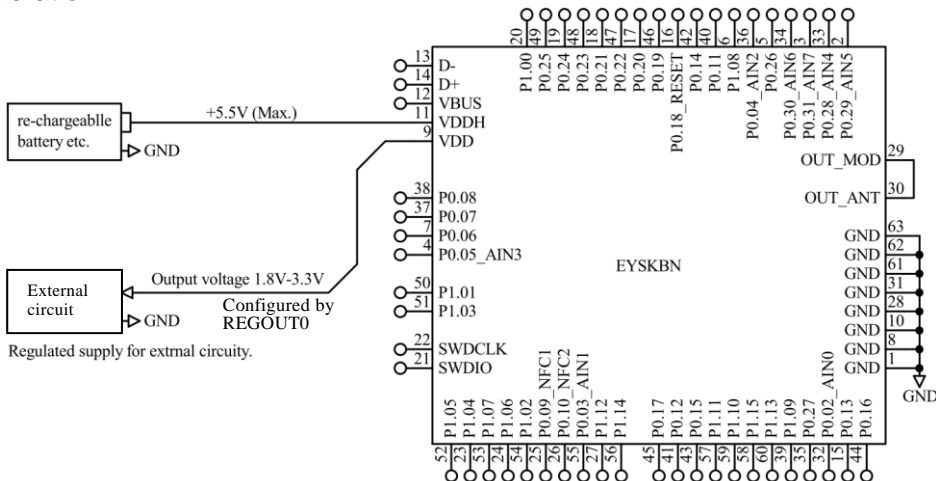 20 49 19 48 18 47 17 46 16 42 40 6 36 5 34 3 33 2
P1.00
P0.25
P0.24
P0.23
P0.21
P0.22
P0.20
P0.19
P0.18_RESET
P0.14
P0.11
P1.08
P0.04_AIN2
P0.26
P0.30_AIN6
P0.31_AIN7
P0.28_AIN4
P0.29_AIN5
13 D-
14 D+
12 VBUS
11 VDDH
9 VDD
re-chargeablle
battery etc.
+5.5V (Max.)
GND
38 P0.08
37 P0.07
7 P0.06
4 P0.05_AIN3
50 P1.01
51 P1.03
22 SWDCLK
21 SWDIO
External
circuit
Output voltage 1.8V-3.3V
Configured by
REGOUT0
GND
Regulated supply for extrnal circuity.
EYSKBN
OUT_MOD 29
OUT_ANT 30
GND 63
GND 62
GND 61
GND 31
GND 28
GND 10
GND 8
GND 1
GND
P1.05
P1.04
P1.07
P1.06
P1.02
P0.09_NFC1
P0.10_NFC2
P0.03_AIN1
P1.12
P1.14
P0.17
P0.12
P0.15
P1.11
P1.10
P1.15
P1.13
P1.09
P0.27
P0.02_AIN0
P0.13
P0.16
52 23 53 24 54 25 26 55 27 56 45 41 43 57 59 58 60 39 35 32 15 44